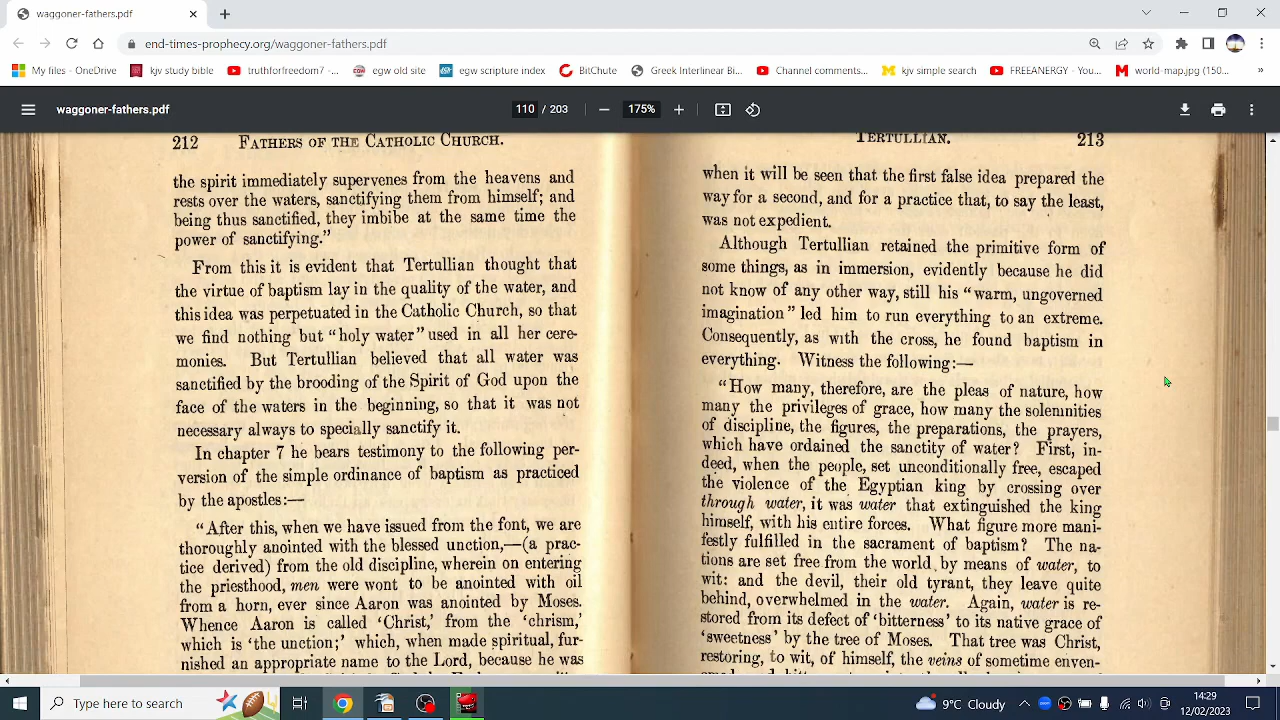 waggoner-fathers.pdf
end-times-prophecy.org/waggoner-fathers.pdf
My files - OneDrive
kjv study bible
truthforfreedom7 -...
egw old site
egw scripture index
BitChute
Greek Interlinear Bi...
Channel comments...
kjv simple search
FREEANERGY - You...
world-map.jpg (150...
waggoner-fathers.pdf
110 / 203
175%
212 FATHERS OF THE CATHOLIC CHURCH.
the spirit immediately supervenes from the heavens and
rests over the waters, sanctifying them from himself; and
being thus sanctified, they imbibe at the same time the
power of sanctifying."
From this it is evident that Tertullian thought that
the virtue of baptism lay in the quality of the water, and
this idea was perpetuated in the Catholic Church, so that
we find nothing but "holy water" used in all her cere-
monies. But Tertullian believed that all water was
sanctified by the brooding of the Spirit of God upon the
face of the waters in the beginning, so that it was not
necessary always to specially sanctify it.
In chapter 7 he bears testimony to the following per-
version of the simple ordinance of baptism as practiced
by the apostles:—
"After this, when we have issued from the font, we are
thoroughly anointed with the blessed unction,—(a prac-
tice derived) from the old discipline, wherein on entering
the priesthood, men were wont to be anointed with oil
from a horn, ever since Aaron was anointed by Moses.
Whence Aaron is called 'Christ,' from the 'chrism,'
which is 'the unction;' which, when made spiritual, fur-
nished an appropriate name to the Lord, because he was
TERTULLIAN. 213
when it will be seen that the first false idea prepared the
way for a second, and for a practice that, to say the least,
was not expedient.
Although Tertullian retained the primitive form of
some things, as in immersion, evidently because he did
not know of any other way, still his "warm, ungoverned
imagination" led him to run everything to an extreme.
Consequently, as with the cross, he found baptism in
everything. Witness the following:—
"How many, therefore, are the pleas of nature, how
many the privileges of grace, how many the solemnities
of discipline, the figures, the preparations, the prayers,
which have ordained the sanctity of water? First, in-
deed, when the people, set unconditionally free, escaped
the violence of the Egyptian king by crossing over
through water, it was water that extinguished the king
himself, with his entire forces. What figure more mani-
festly fulfilled in the sacrament of baptism? The na-
tions are set free from the world by means of water, to
wit: and the devil, their old tyrant, they leave quite
behind, overwhelmed in the water. Again, water is re-
stored from its defect of 'bitterness' to its native grace of
'sweetness' by the tree of Moses. That tree was Christ,
restoring, to wit, of himself, the veins of sometime enven-
Type here to search
9°C Cloudy
14:29
12/02/2023